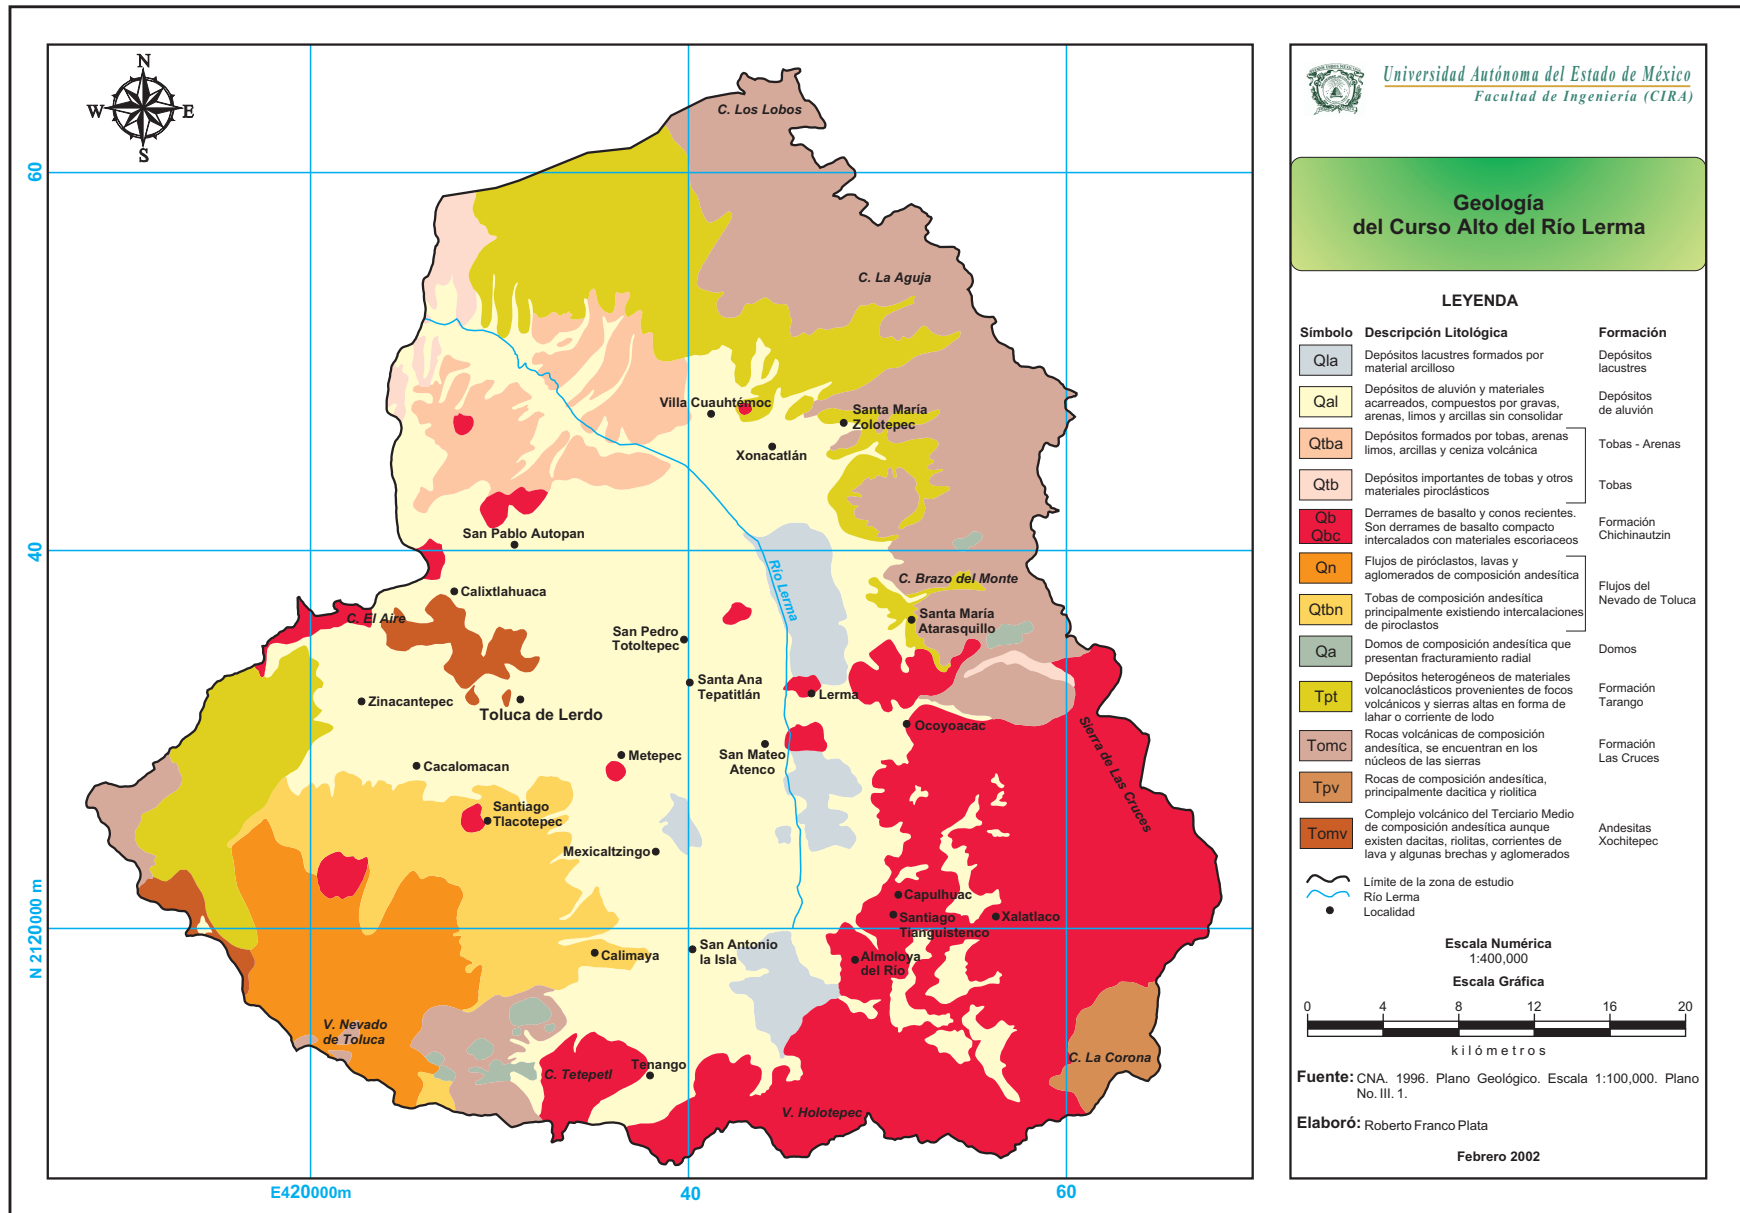 N
W
E
S
60
40
N 2120000 m
E420000m
40
60
C. Los Lobos
C. La Aguja
Villa Cuauhtémoc
Santa María
Zolotepec
Xonacatlán
San Pablo Autopan
Río Lerma
C. Brazo del Monte
Calixtlahuaca
C. El Aire
Santa María
Atarasquillo
San Pedro
Totoltepec
Santa Ana
Tepatitlán
Lerma
Zinacantepec
Toluca de Lerdo
Ocoyoacac
Sierra de Las Cruces
Metepec
San Mateo
Atenco
Cacalomacan
Santiago
Tlacotepec
Mexicaltzingo
Capulhuac
Santiago
Tianguistenco
Xalatlaco
San Antonio
la Isla
Calimaya
Almoloya
del Río
V. Nevado
de Toluca
C. La Corona
Tenango
C. Tetepetl
V. Holotepec
Universidad Autónoma del Estado de México
Facultad de Ingeniería (CIRA)
Geología
del Curso Alto del Río Lerma
LEYENDA
Símbolo Descripción Litológica Formación
Qla
Depósitos lacustres formados por
material arcilloso
Depósitos
lacustres
Qal
Depósitos de aluvión y materiales
acarreados, compuestos por gravas,
arenas, limos y arcillas sin consolidar
Depósitos
de aluvión
Qtba
Depósitos formados por tobas, arenas
limos, arcillas y ceniza volcánica
Tobas - Arenas
Qtb
Depósitos importantes de tobas y otros
materiales piroclásticos
Tobas
Qb
Qbc
Derrames de basalto y conos recientes.
Son derrames de basalto compacto
intercalados con materiales escoriaceos
Formación
Chichinautzin
Qn
Flujos de piróclastos, lavas y
aglomerados de composición andesítica
Qtbn
Tobas de composición andesítica
principalmente existiendo intercalaciones
de piroclastos
Flujos del
Nevado de Toluca
Qa
Domos de composición andesítica que
presentan fracturamiento radial
Domos
Tpt
Depósitos heterogéneos de materiales
volcanoclásticos provenientes de focos
volcánicos y sierras altas en forma de
lahar o corriente de lodo
Formación
Tarango
Tomc
Rocas volcánicas de composición
andesítica, se encuentran en los
núcleos de las sierras
Formación
Las Cruces
Tpv
Rocas de composición andesítica,
principalmente dacitica y riolitica
Tomv
Complejo volcánico del Terciario Medio
de composición andesítica aunque
existen dacitas, riolitas, corrientes de
lava y algunas brechas y aglomerados
Andesitas
Xochitepec
Límite de la zona de estudio
Río Lerma
Localidad
Escala Numérica
1:400,000
Escala Gráfica
0 4 8 12 16 20
kilómetros
Fuente: CNA. 1996. Plano Geológico. Escala 1:100,000. Plano
No. III. 1.
Elaboró: Roberto Franco Plata
Febrero 2002